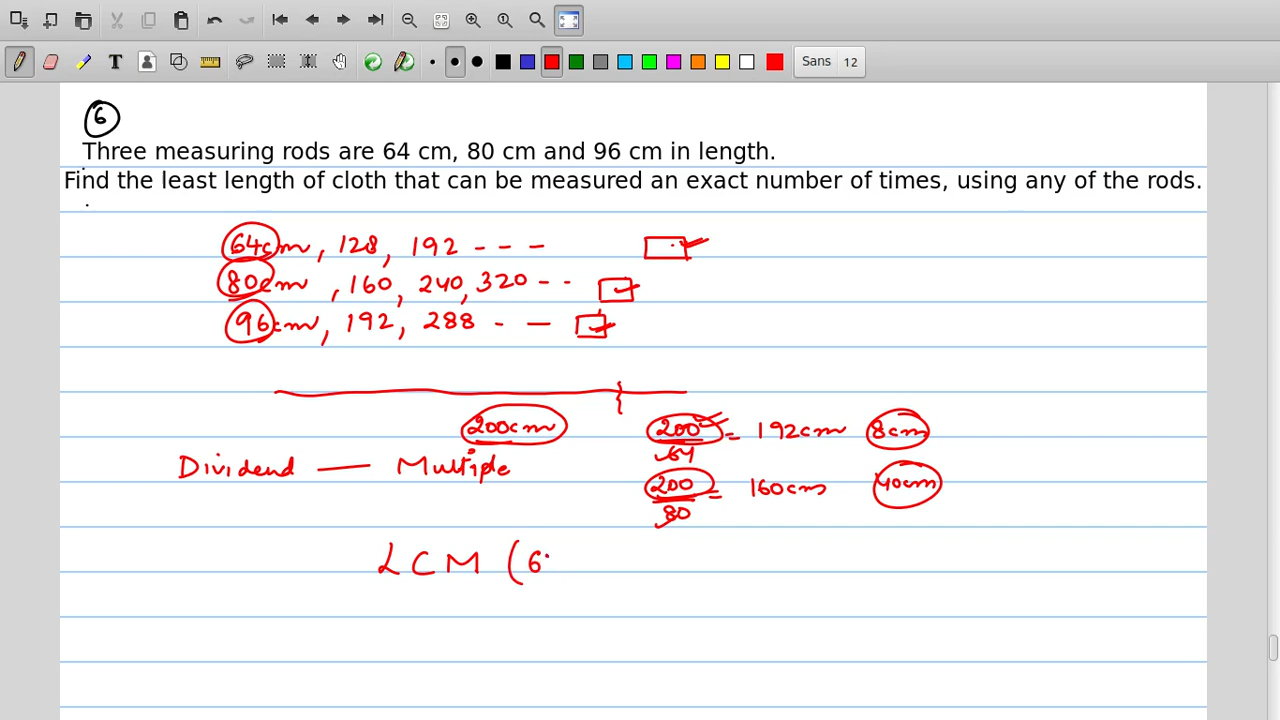 Sans 12
6
Three measuring rods are 64 cm, 80 cm and 96 cm in length.
Find the least length of cloth that can be measured an exact number of times, using any of the rods.
64cm, 128, 192 - - -
80cm, 160, 240, 320 - -
96cm, 192, 288 - -
200cm
200/64 = 192cm 8cm
Dividend — Multiple
200/80 = 160cm 40cm
LCM (6